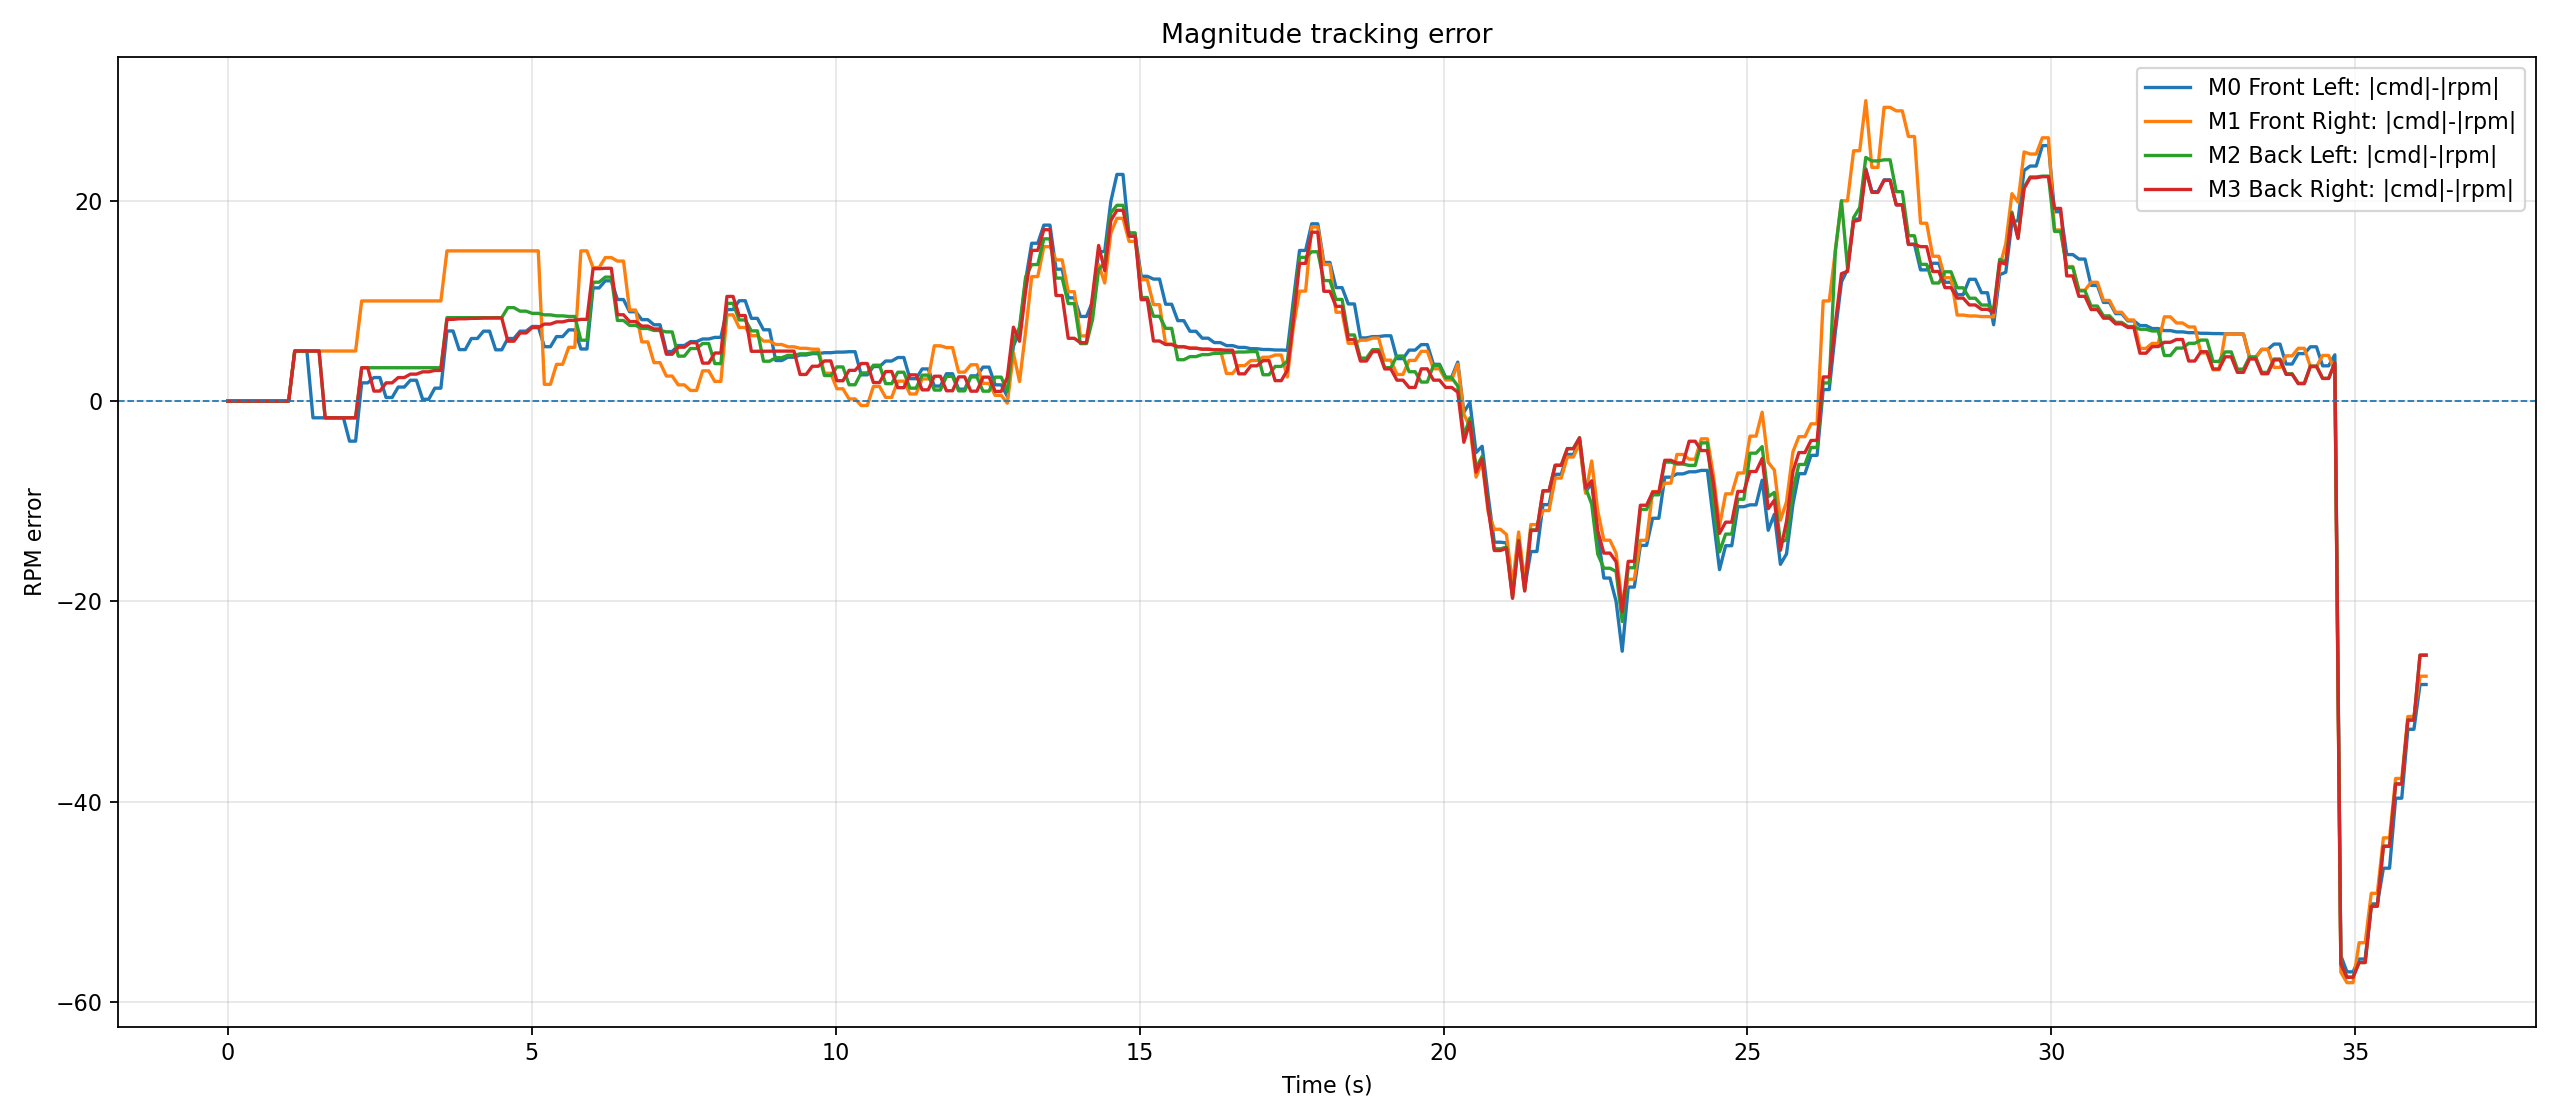 Magnitude tracking error
M0 Front Left: |cmd|-|rpm|
M1 Front Right: |cmd|-|rpm|
M2 Back Left: |cmd|-|rpm|
M3 Back Right: |cmd|-|rpm|
RPM error
20
0
−20
−40
−60
0 5 10 15 20 25 30 35
Time (s)